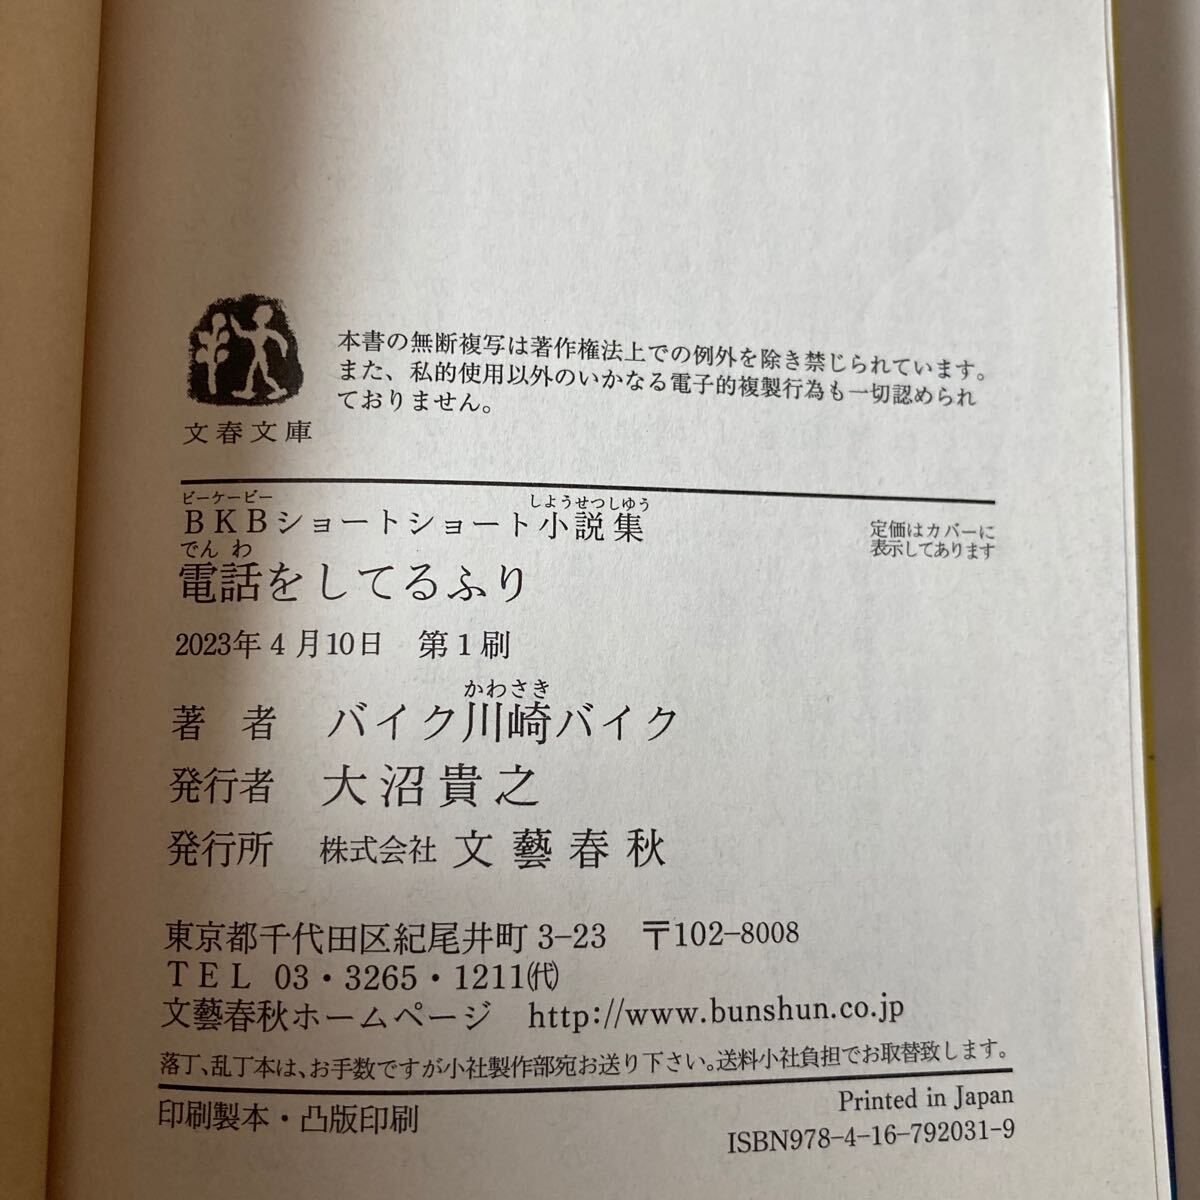 本書の無断複写は著作権法上での例外を除き禁じられています。
また、私的使用以外のいかなる電子的複製行為も一切認められ
ておりません。
文春文庫
ビーケービー
しようせつしゆう
BKBショートショート小説集
定価はカバーに
表示してあります
でん わ
電話をしてるふり
2023年4月10日　第1刷
かわさき
著　者　バイク川崎バイク
発行者　大沼貴之
発行所　株式会社 文藝春秋
東京都千代田区紀尾井町3-23　〒102-8008
TEL 03・3265・1211㈹
文藝春秋ホームページ　http://www.bunshun.co.jp
落丁、乱丁本は、お手数ですが小社製作部宛お送り下さい。送料小社負担でお取替致します。
印刷製本・凸版印刷
Printed in Japan
ISBN978-4-16-792031-9